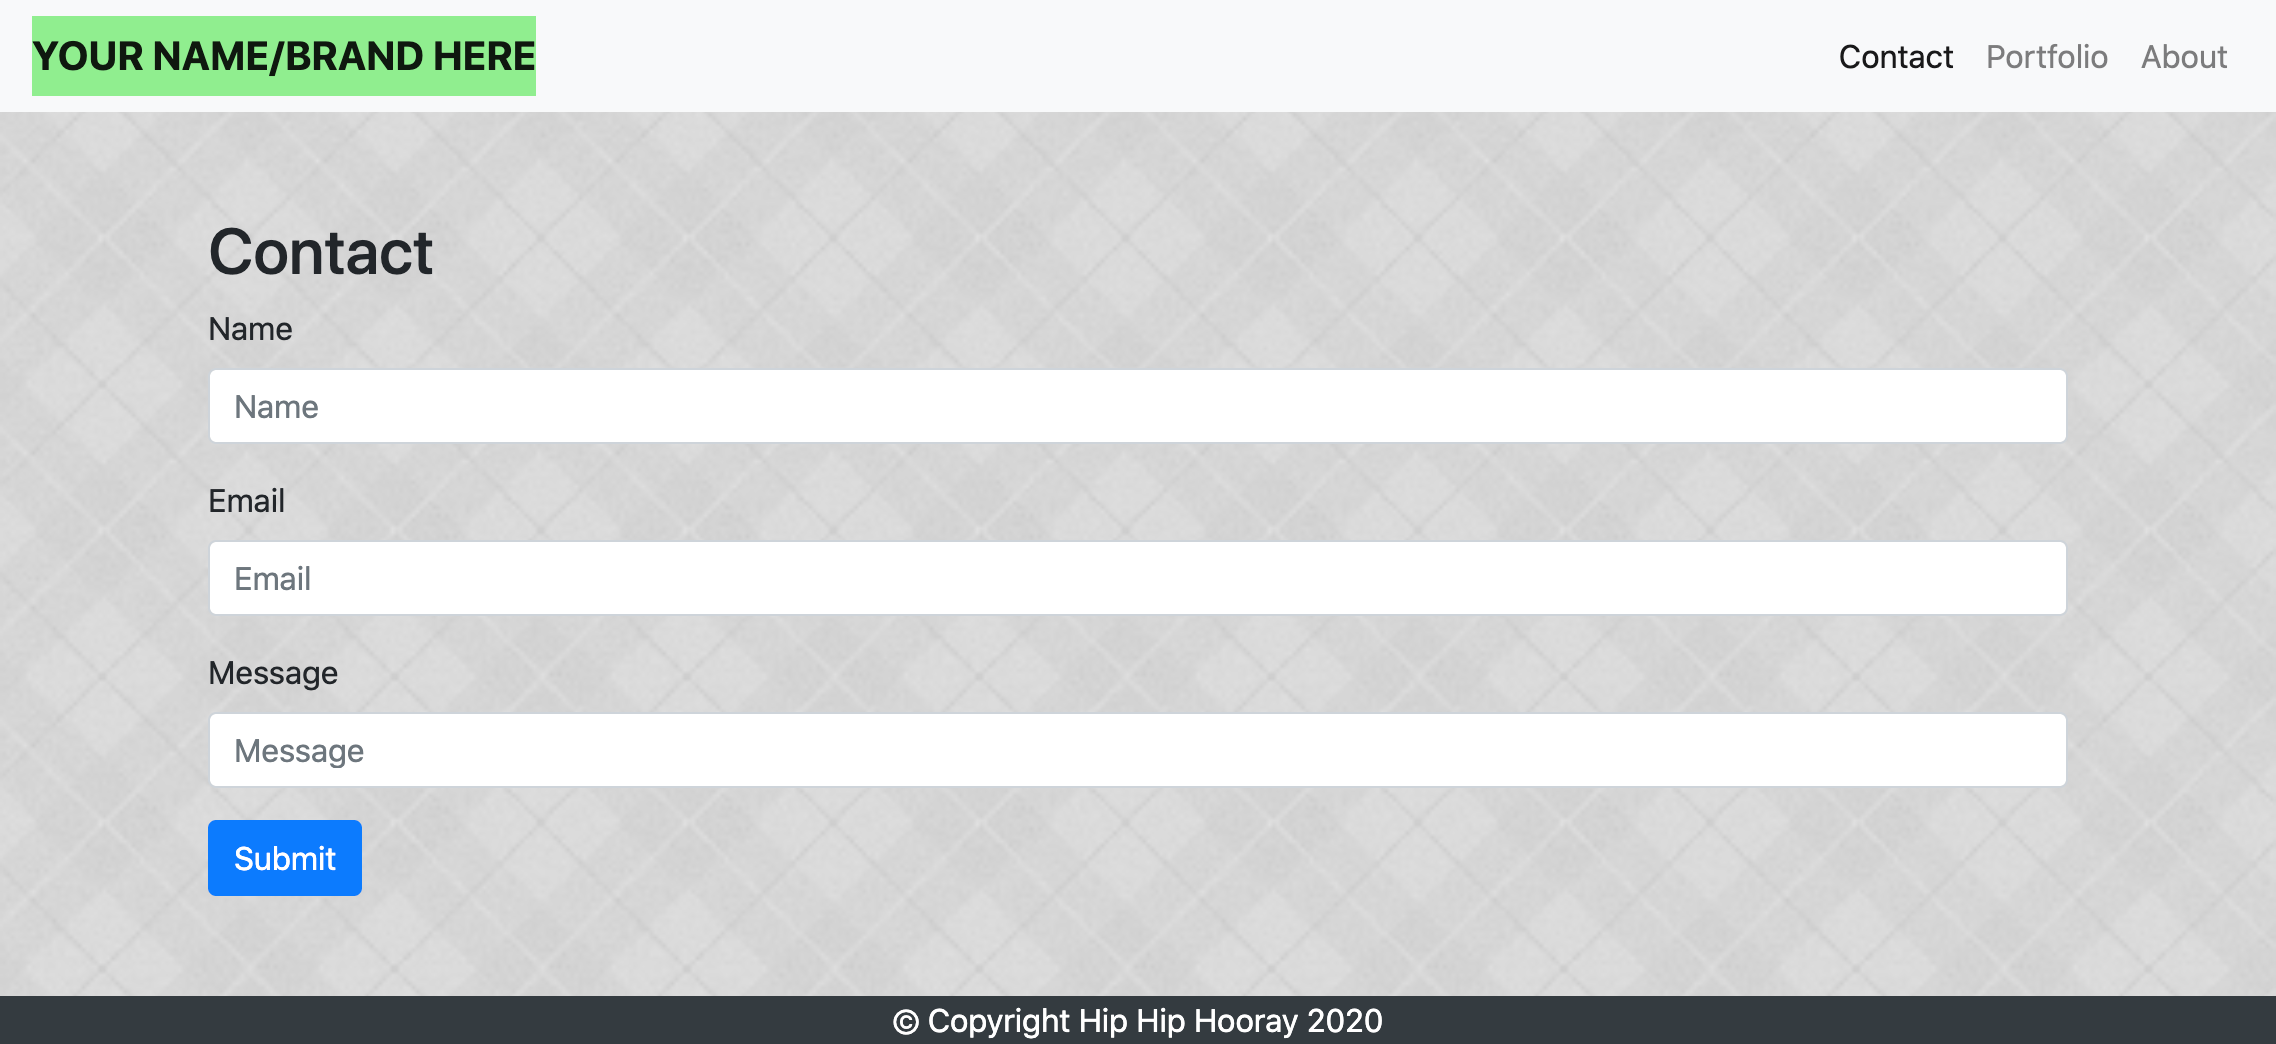 YOUR NAME/BRAND HERE
Contact Portfolio About
Contact
Name
Name
Email
Email
Message
Message
Submit
© Copyright Hip Hip Hooray 2020